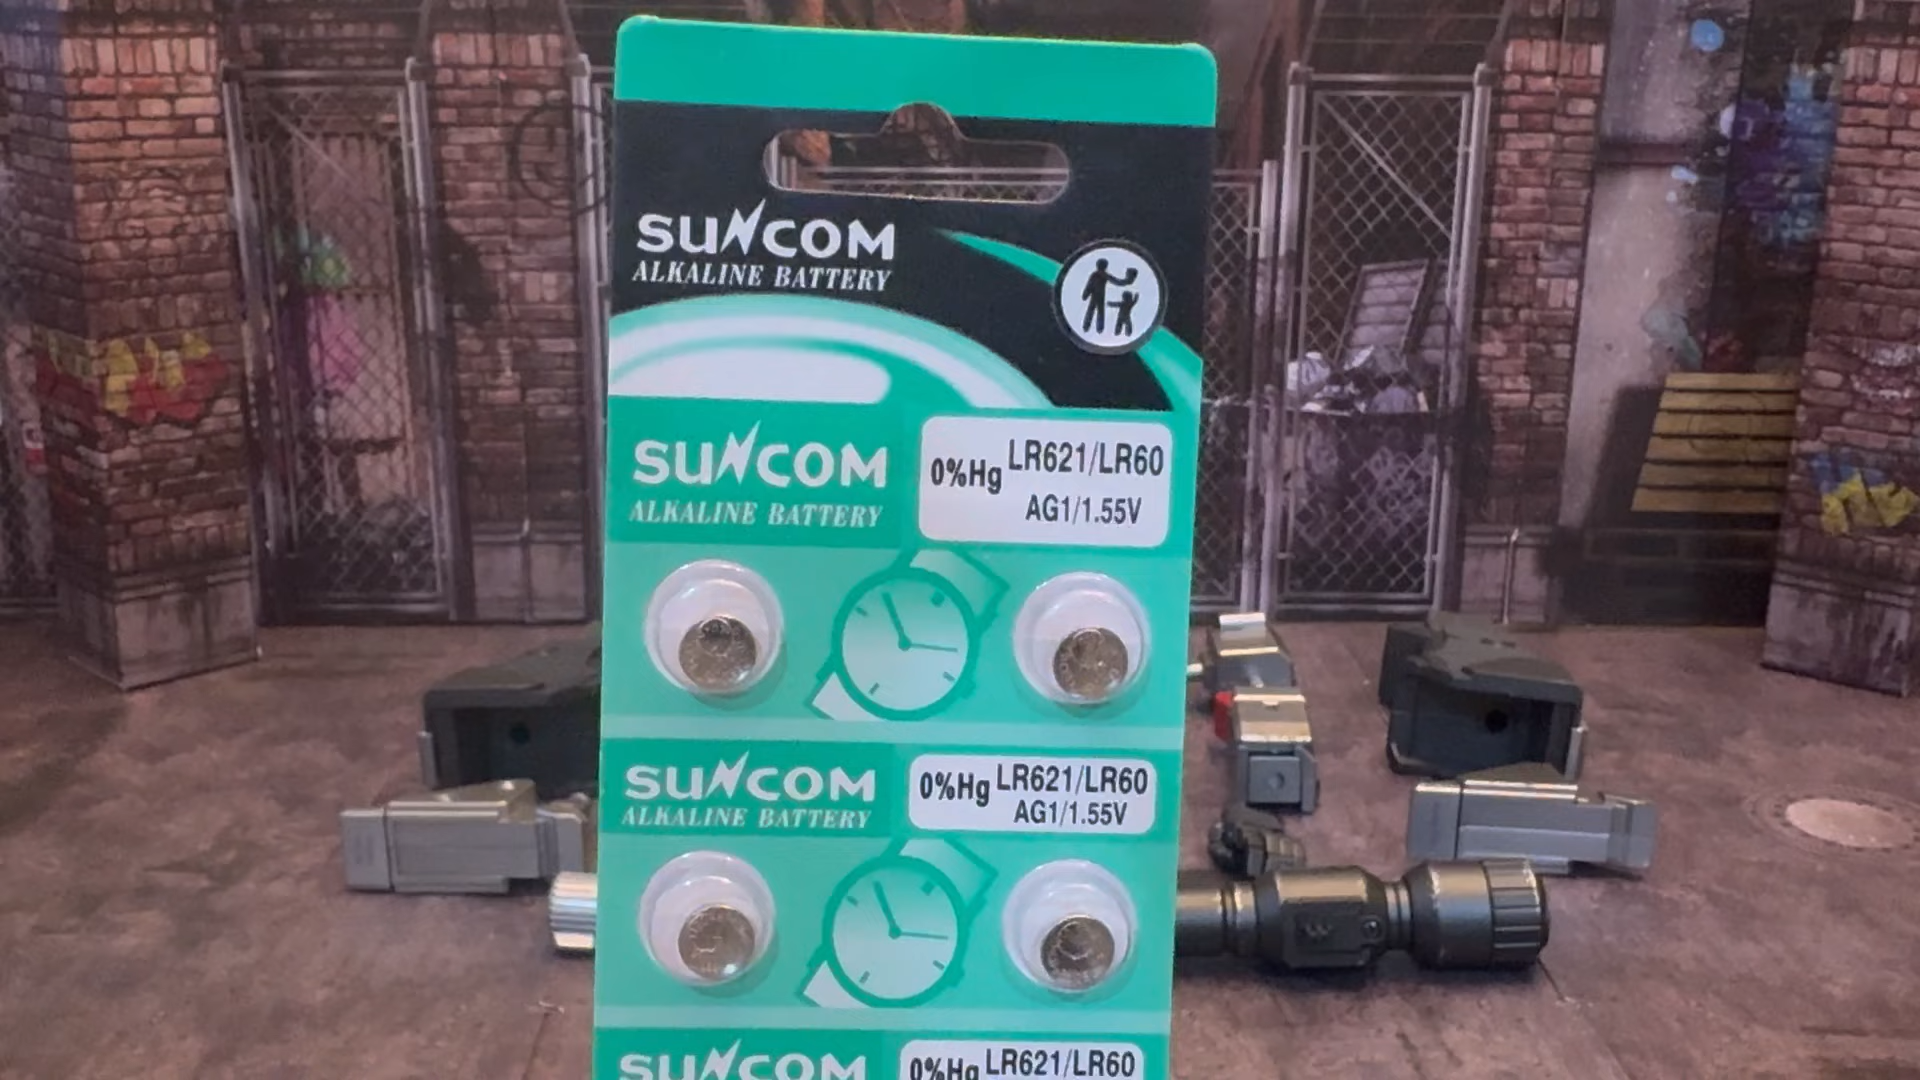 SUNCOM
ALKALINE BATTERY
SUNCOM
ALKALINE BATTERY
0%Hg LR621/LR60
AG1/1.55V
SUNCOM
ALKALINE BATTERY
0%Hg LR621/LR60
AG1/1.55V
SUNCOM
0%Hg LR621/LR60